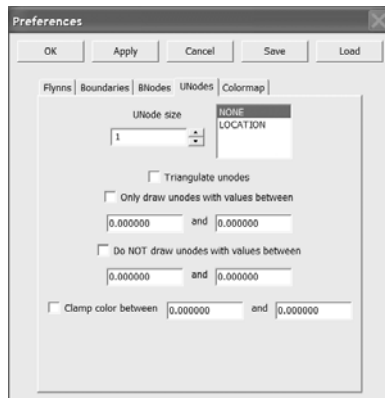 Preferences
OK Apply Cancel Save Load
Flynns Boundaries BNodes UNodes Colormap
UNode size
NONE
LOCATION
1
Triangulate unodes
Only draw unodes with values between
0.000000 and 0.000000
Do NOT draw unodes with values between
0.000000 and 0.000000
Clamp color between 0.000000 and 0.000000